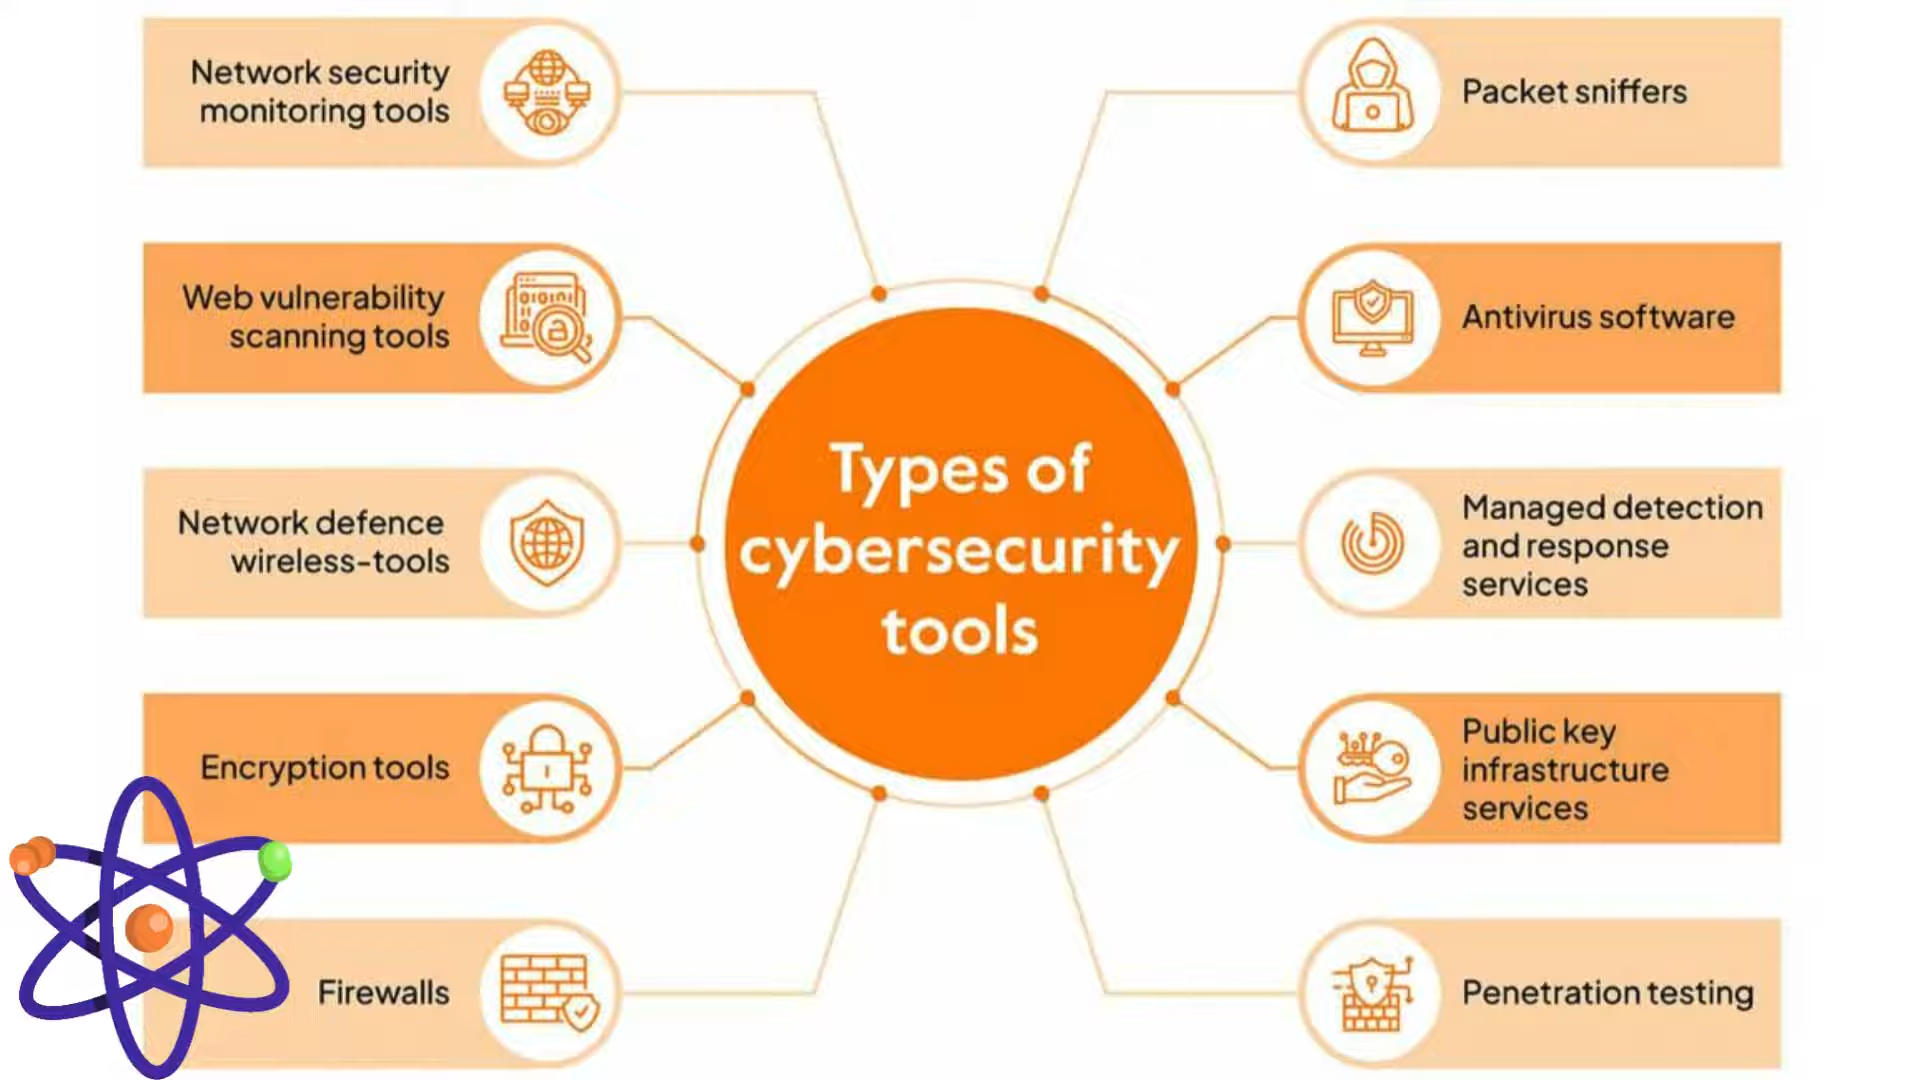 Network security
monitoring tools
Web vulnerability
scanning tools
Network defence
wireless-tools
Encryption tools
Firewalls
Types of
cybersecurity
tools
Packet sniffers
Antivirus software
Managed detection
and response
services
Public key
infrastructure
services
Penetration testing